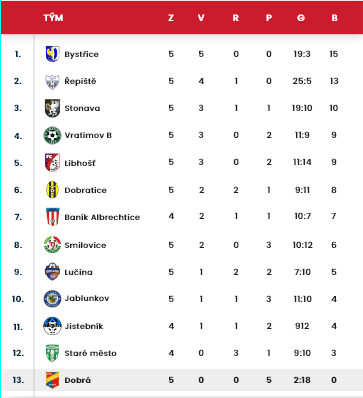 TÝM Z V R P G B
1. Bystřice 5 5 0 0 19:3 15
2. Řepiště 5 4 1 0 25:5 13
3. Stonava 5 3 1 1 19:10 10
4. Vratimov B 5 3 0 2 11:9 9
5. Libhošť 5 3 0 2 11:14 9
6. Dobratice 5 2 2 1 9:11 8
7. Baník Albrechtice 4 2 1 1 10:7 7
8. Smilovice 5 2 0 3 10:12 6
9. Lučina 5 1 2 2 7:10 5
10. Jablunkov 5 1 1 3 11:10 4
11. Jistebník 4 1 1 2 912 4
12. Staré město 4 0 3 1 9:10 3
13. Dobrá 5 0 0 5 2:18 0